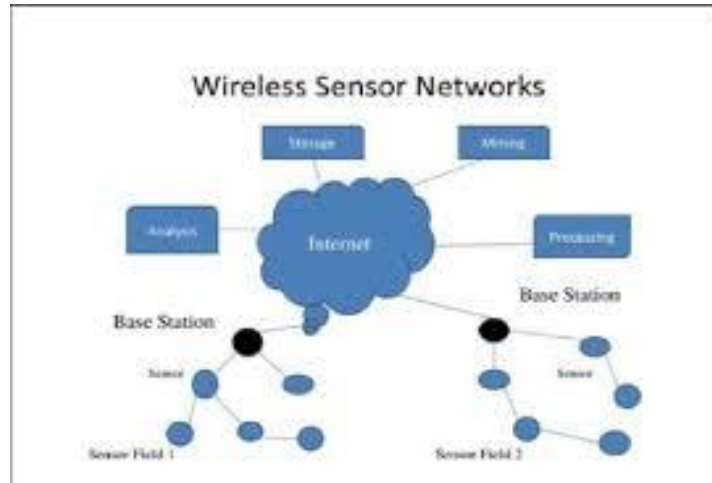 Wireless Sensor Networks
Storage
Mining
Analysis
Internet
Processing
Base Station
Base Station
Sensor
Sensor
Sensor Field 1
Sensor Field 2